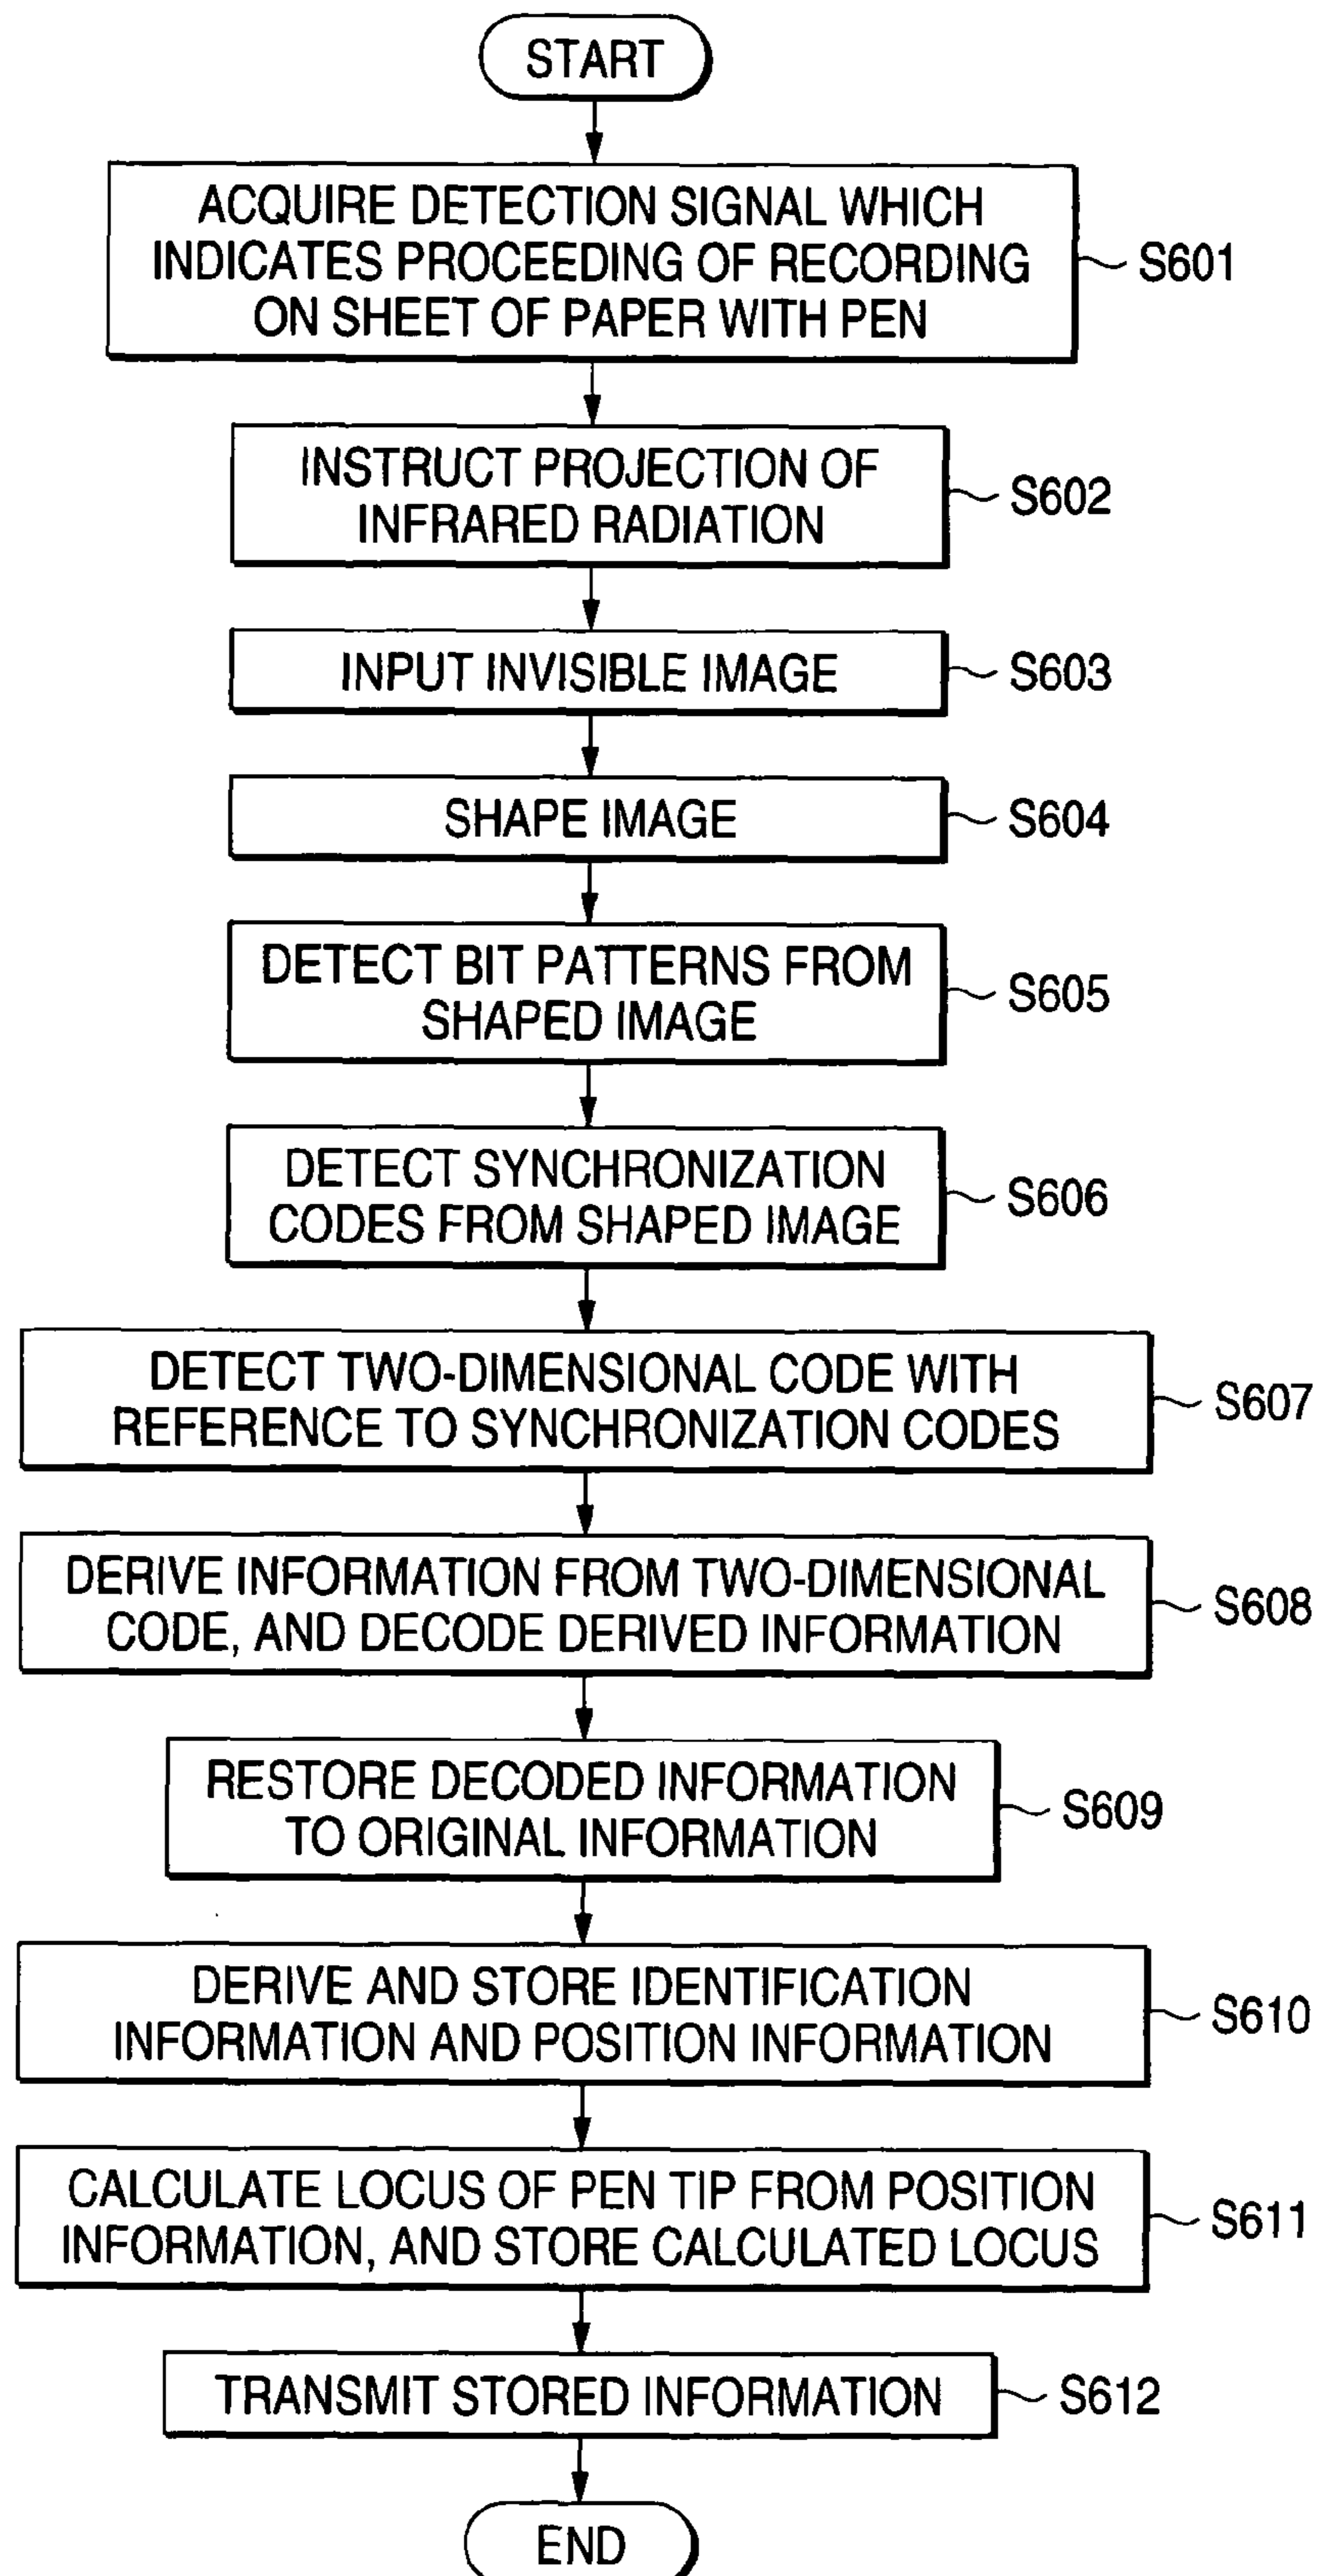 START
ACQUIRE DETECTION SIGNAL WHICH
INDICATES PROCEEDING OF RECORDING
ON SHEET OF PAPER WITH PEN
S601
INSTRUCT PROJECTION OF
INFRARED RADIATION
S602
INPUT INVISIBLE IMAGE
S603
SHAPE IMAGE
S604
DETECT BIT PATTERNS FROM
SHAPED IMAGE
S605
DETECT SYNCHRONIZATION
CODES FROM SHAPED IMAGE
S606
DETECT TWO-DIMENSIONAL CODE WITH
REFERENCE TO SYNCHRONIZATION CODES
S607
DERIVE INFORMATION FROM TWO-DIMENSIONAL
CODE, AND DECODE DERIVED INFORMATION
S608
RESTORE DECODED INFORMATION
TO ORIGINAL INFORMATION
S609
DERIVE AND STORE IDENTIFICATION
INFORMATION AND POSITION INFORMATION
S610
CALCULATE LOCUS OF PEN TIP FROM POSITION
INFORMATION, AND STORE CALCULATED LOCUS
S611
TRANSMIT STORED INFORMATION
S612
END